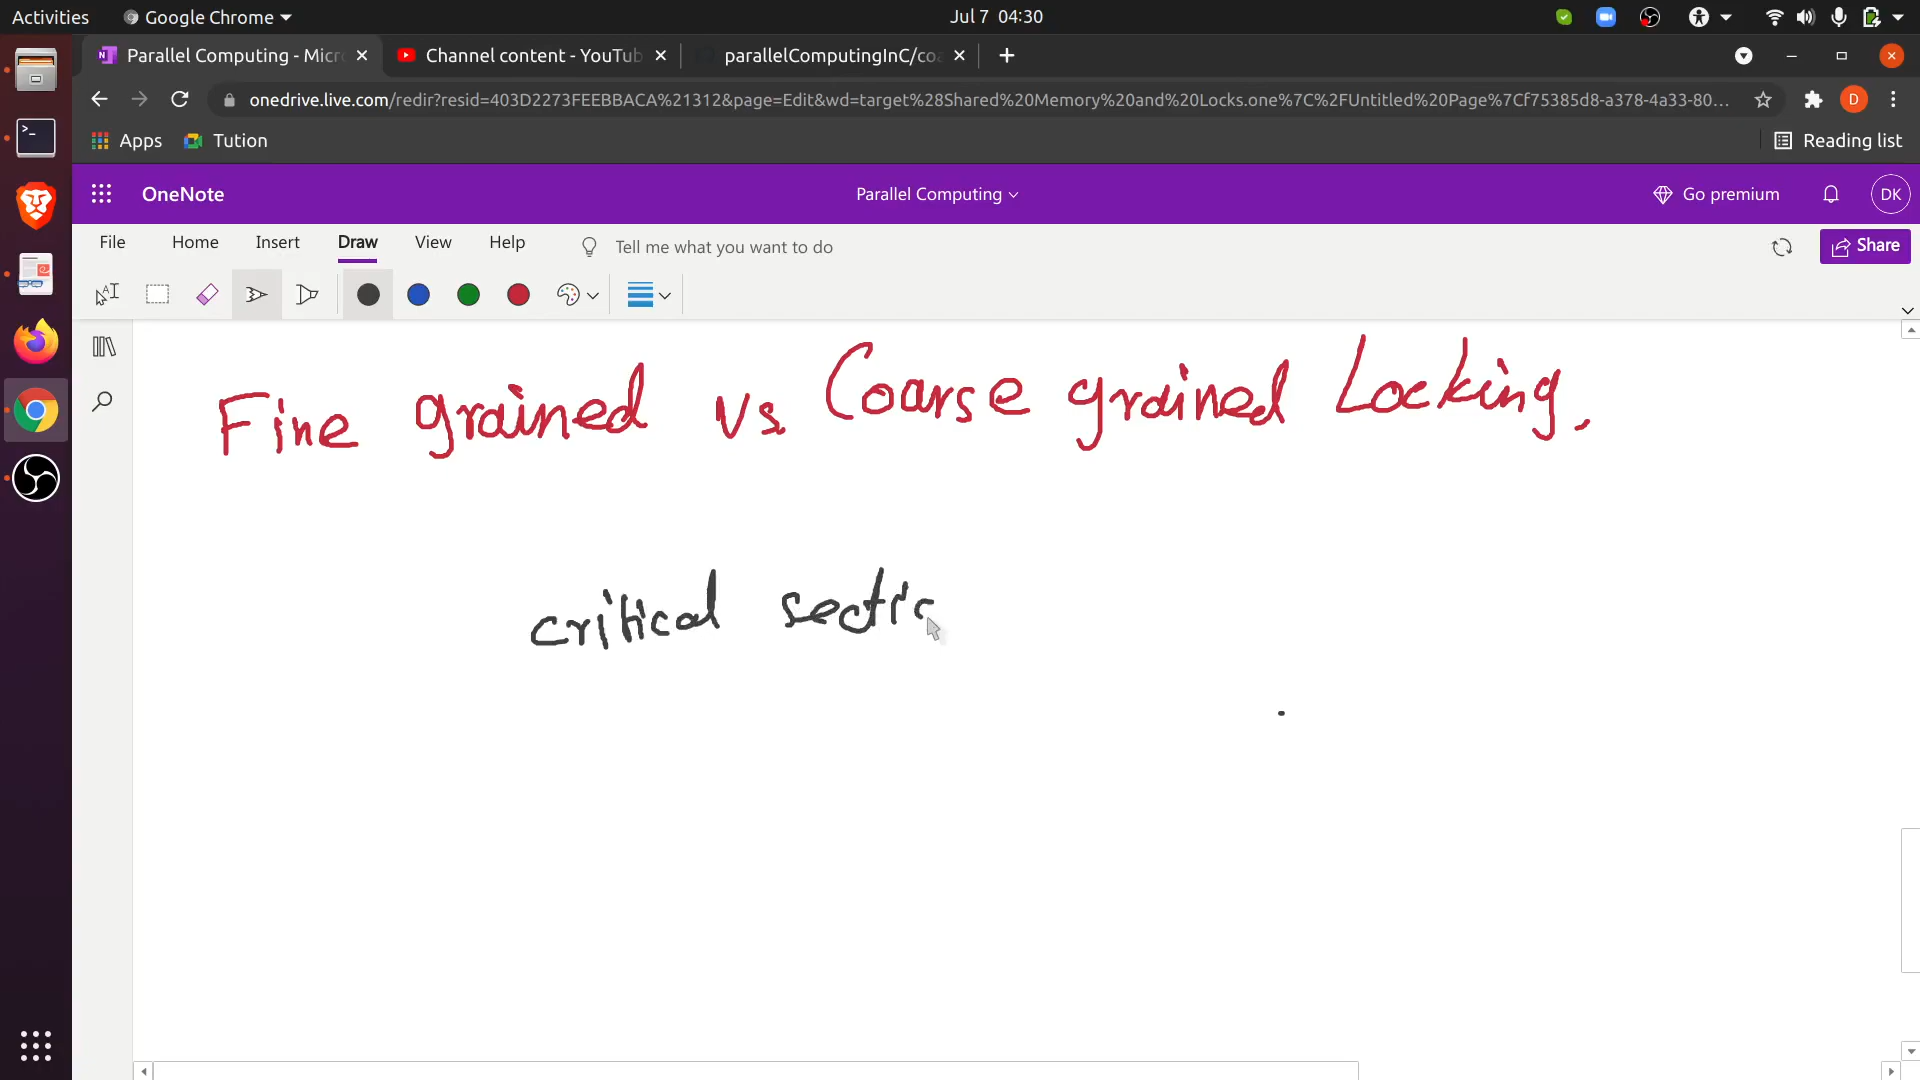 Activities Google Chrome Jul 7 04:30
Parallel Computing - Micr Channel content - YouTub parallelComputingInC/coa
onedrive.live.com/redir?resid=403D2273FEEBBACA%21312&page=Edit&wd=target%28Shared%20Memory%20and%20Locks.one%7C%2FUntitled%20Page%7Cf75385d8-a378-4a33-80... D
Apps Tution Reading list
OneNote Parallel Computing Go premium DK
File Home Insert Draw View Help Tell me what you want to do Share
Fine grained vs. Coarse grained Locking.
critical sectic